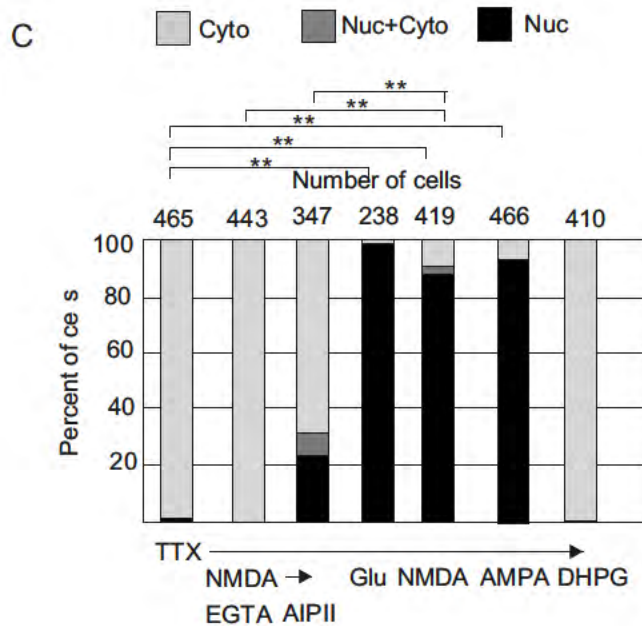 C
Cyto Nuc+Cyto Nuc
**
**
**
**
**
Number of cells
465 443 347 238 419 466 410
Percent of ce s
100
80
60
40
20
TTX
NMDA Glu NMDA AMPA DHPG
EGTA AIPII